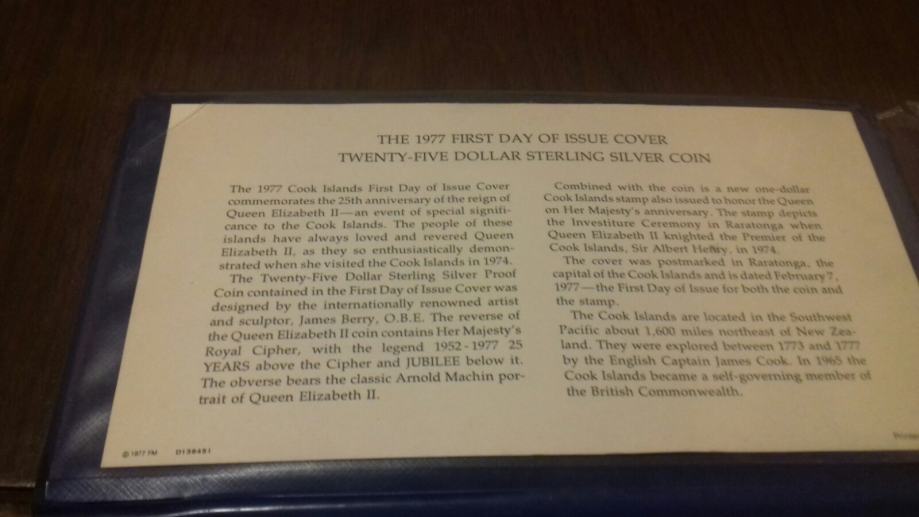 THE 1977 FIRST DAY OF ISSUE COVER
TWENTY-FIVE DOLLAR STERLING SILVER COIN
The 1977 Cook Islands First Day of Issue Cover
commemorates the 25th anniversary of the reign of
Queen Elizabeth II—an event of special signifi-
cance to the Cook Islands. The people of these
islands have always loved and revered Queen
Elizabeth II, as they so enthusiastically demon-
strated when she visited the Cook Islands in 1974.
The Twenty-Five Dollar Sterling Silver Proof
Coin contained in the First Day of Issue Cover was
designed by the internationally renowned artist
and sculptor, James Berry, O.B.E. The reverse of
the Queen Elizabeth II coin contains Her Majesty's
Royal Cipher, with the legend 1952-1977 25
YEARS above the Cipher and JUBILEE below it.
The obverse bears the classic Arnold Machin por-
trait of Queen Elizabeth II.
Combined with the coin is a new one-dollar
Cook Islands stamp also issued to honor the Queen
on Her Majesty's anniversary. The stamp depicts
the Investiture Ceremony in Raratonga when
Queen Elizabeth II knighted the Premier of the
Cook Islands, Sir Albert Henry, in 1974.
The cover was postmarked in Raratonga, the
capital of the Cook Islands and is dated February 7,
1977—the First Day of Issue for both the coin and
the stamp.
The Cook Islands are located in the Southwest
Pacific about 1,600 miles northeast of New Zea-
land. They were explored between 1773 and 1777
by the English Captain James Cook. In 1965 the
Cook Islands became a self-governing member of
the British Commonwealth.
© 1977 FM D138451